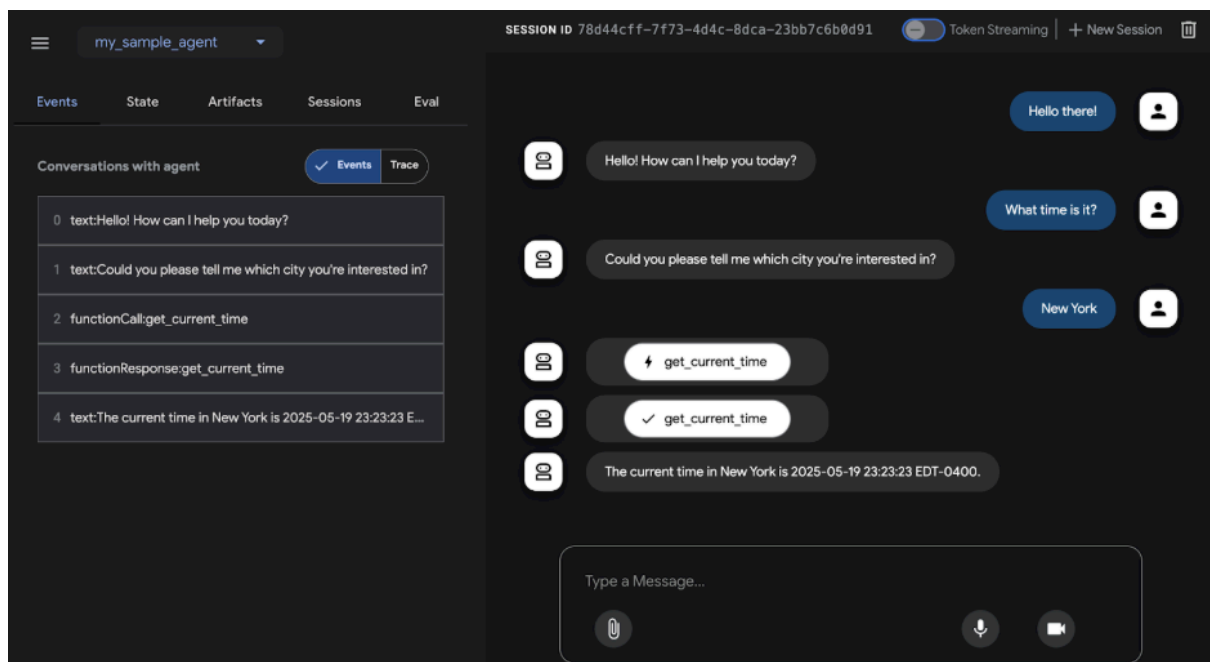 my_sample_agent
SESSION ID 78d44cff-7f73-4d4c-8dca-23bb7c6b0d91 Token Streaming New Session
Events State Artifacts Sessions Eval
Conversations with agent Events Trace
0 text:Hello! How can I help you today?
1 text:Could you please tell me which city you're interested in?
2 functionCall:get_current_time
3 functionResponse:get_current_time
4 text:The current time in New York is 2025-05-19 23:23:23 E...
Hello there!
Hello! How can I help you today?
What time is it?
Could you please tell me which city you're interested in?
New York
get_current_time
get_current_time
The current time in New York is 2025-05-19 23:23:23 EDT-0400.
Type a Message...